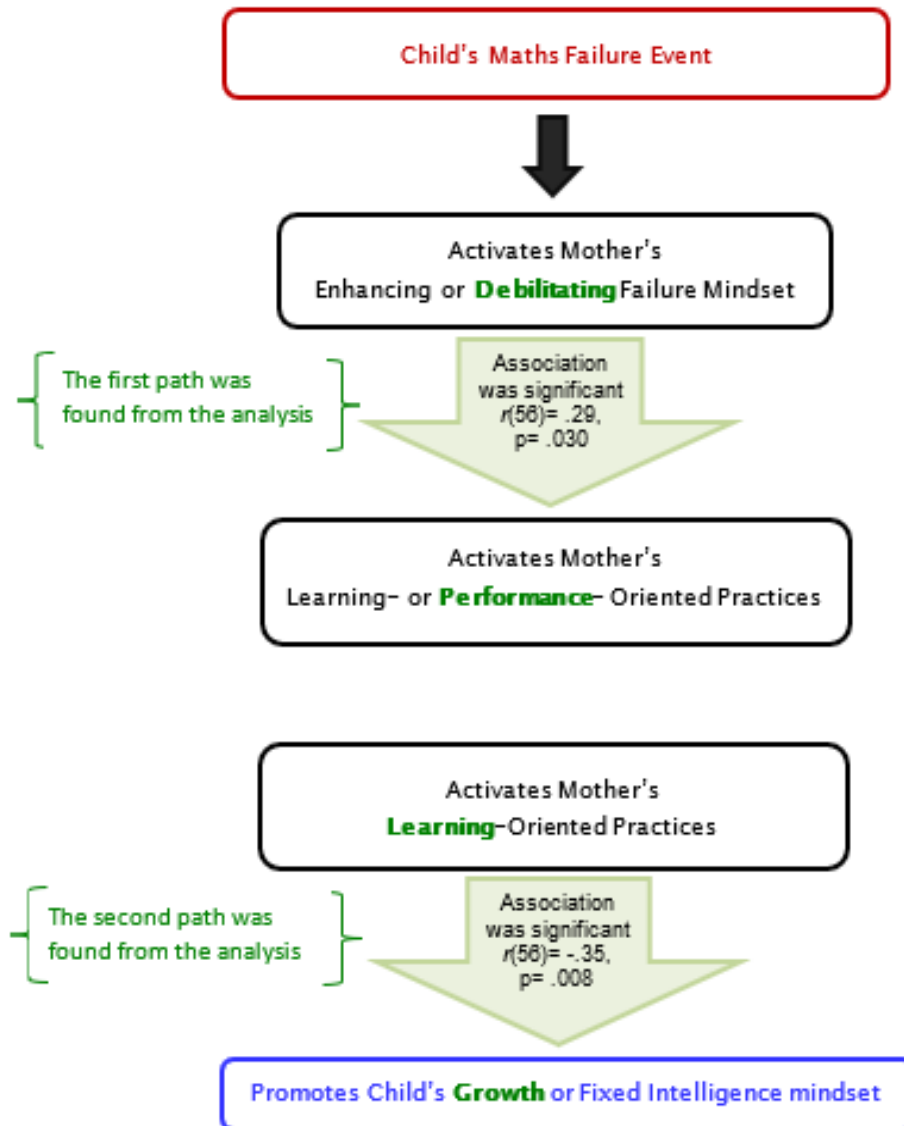 Child's Maths Failure Event
Activates Mother's
Enhancing or Debilitating Failure Mindset
The first path was
found from the analysis
Association
was significant
r(56)= .29,
p= .030
Activates Mother's
Learning- or Performance- Oriented Practices
Activates Mother's
Learning-Oriented Practices
The second path was
found from the analysis
Association
was significant
r(56)= -.35,
p= .008
Promotes Child's Growth or Fixed Intelligence mindset